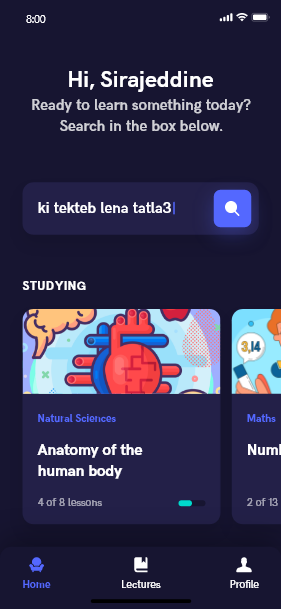 8:00
Hi, Sirajeddine
Ready to learn something today?
Search in the box below.
ki tekteb lena tatla3
STUDYING
3,14
Natural Sciences
Anatomy of the
human body
4 of 8 lessons
Maths
Num
2 of 13
Home
Lectures
Profile